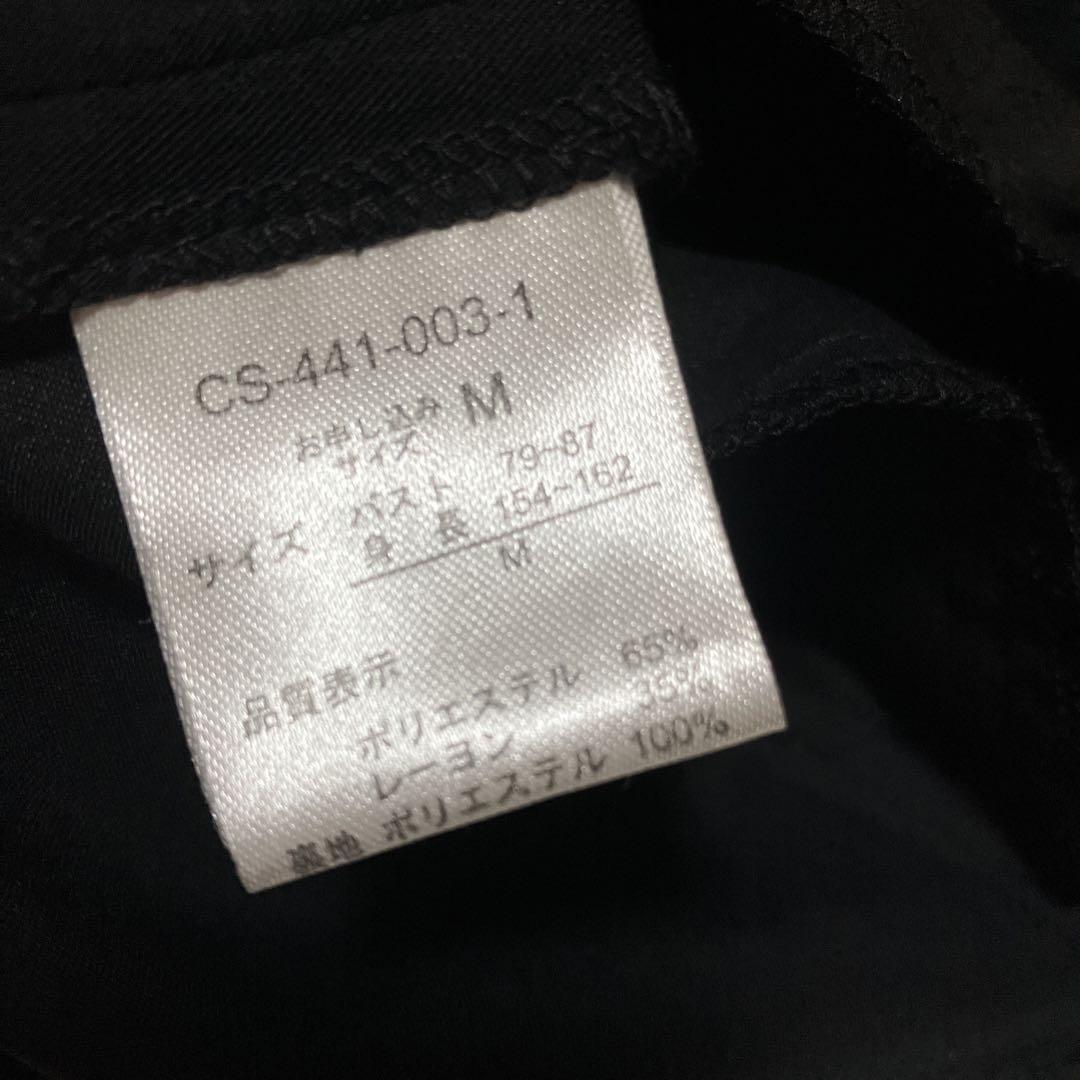 CS-441-003-1
お申し込み M
サイズ
サイズ バスト 79~87
身長 154~162
M
品質表示
ポリエステル 65%
レーヨン 35%
裏地 ポリエステル 100%